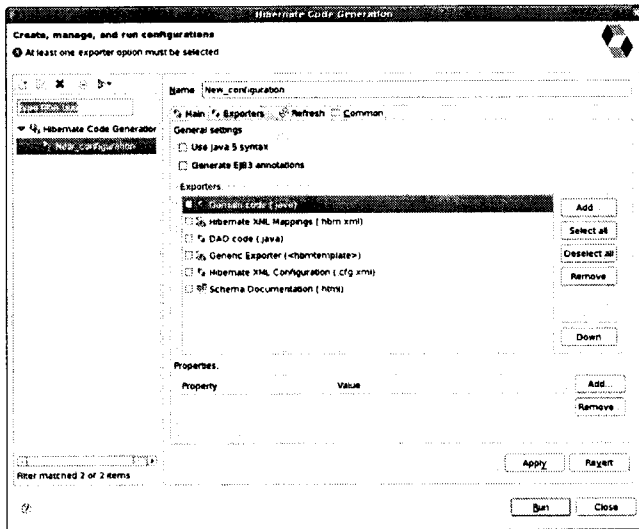 Hibernate Code Generation
Create, manage, and run configurations
At least one exporter option must be selected
Name New_configuration
Main Exporters Refresh Common
General settings
Hibernate Code Generation
New_configuration
Use Java 5 syntax
Generate EJB3 annotations
Exporters:
Domain code (.java)
Add...
Hibernate XML Mappings (.hbm.xml)
Select all
DAO code (.java)
Generic Exporter (<hbmtemplate>)
Deselect all
Hibernate XML Configuration (.cfg.xml)
Remove
Schema Documentation (.html)
Down
Properties:
Property Value
Add...
Remove...
Filter matched 2 of 2 items
Apply Revert
Run Close